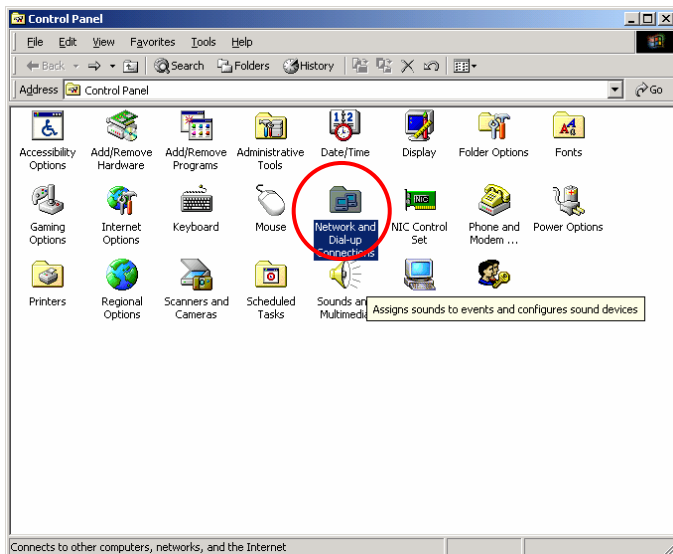 Control Panel
File Edit View Favorites Tools Help
Back Search Folders History
Address Control Panel Go
Accessibility Options Add/Remove Hardware Add/Remove Programs Administrative Tools Date/Time Display Folder Options Fonts
Gaming Options Internet Options Keyboard Mouse Network and Dial-up Connections NIC Control Set Phone and Modem ... Power Options
Printers Regional Options Scanners and Cameras Scheduled Tasks Sounds an Multimedi
Assigns sounds to events and configures sound devices
Connects to other computers, networks, and the Internet